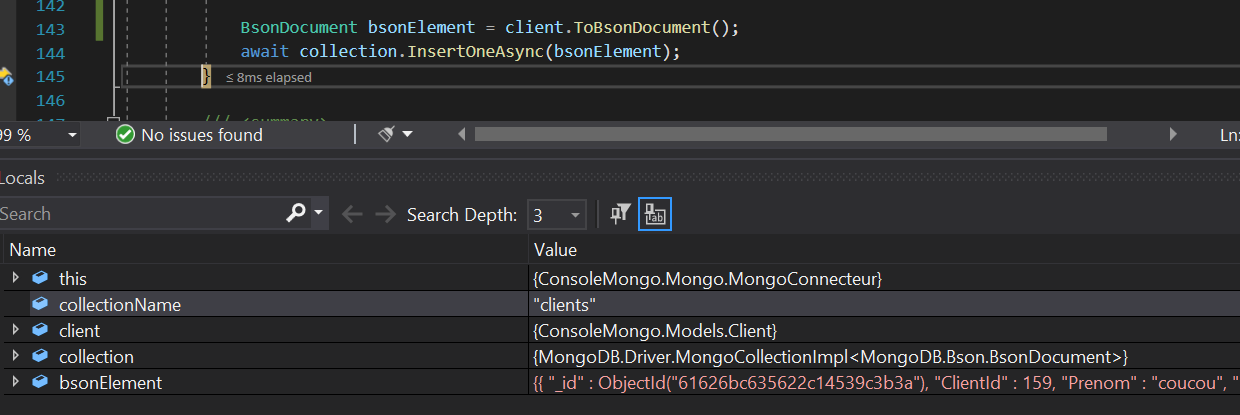 142
143 BsonDocument bsonElement = client.ToBsonDocument();
144 await collection.InsertOneAsync(bsonElement);
145 } ≤ 8ms elapsed
146
/// <summary>
99 % No issues found Ln:
Locals
Search Search Depth: 3
Name Value
this {ConsoleMongo.Mongo.MongoConnecteur}
collectionName "clients"
client {ConsoleMongo.Models.Client}
collection {MongoDB.Driver.MongoCollectionImpl<MongoDB.Bson.BsonDocument>}
bsonElement {{ "_id" : ObjectId("61626bc635622c14539c3b3a"), "ClientId" : 159, "Prenom" : "coucou", "